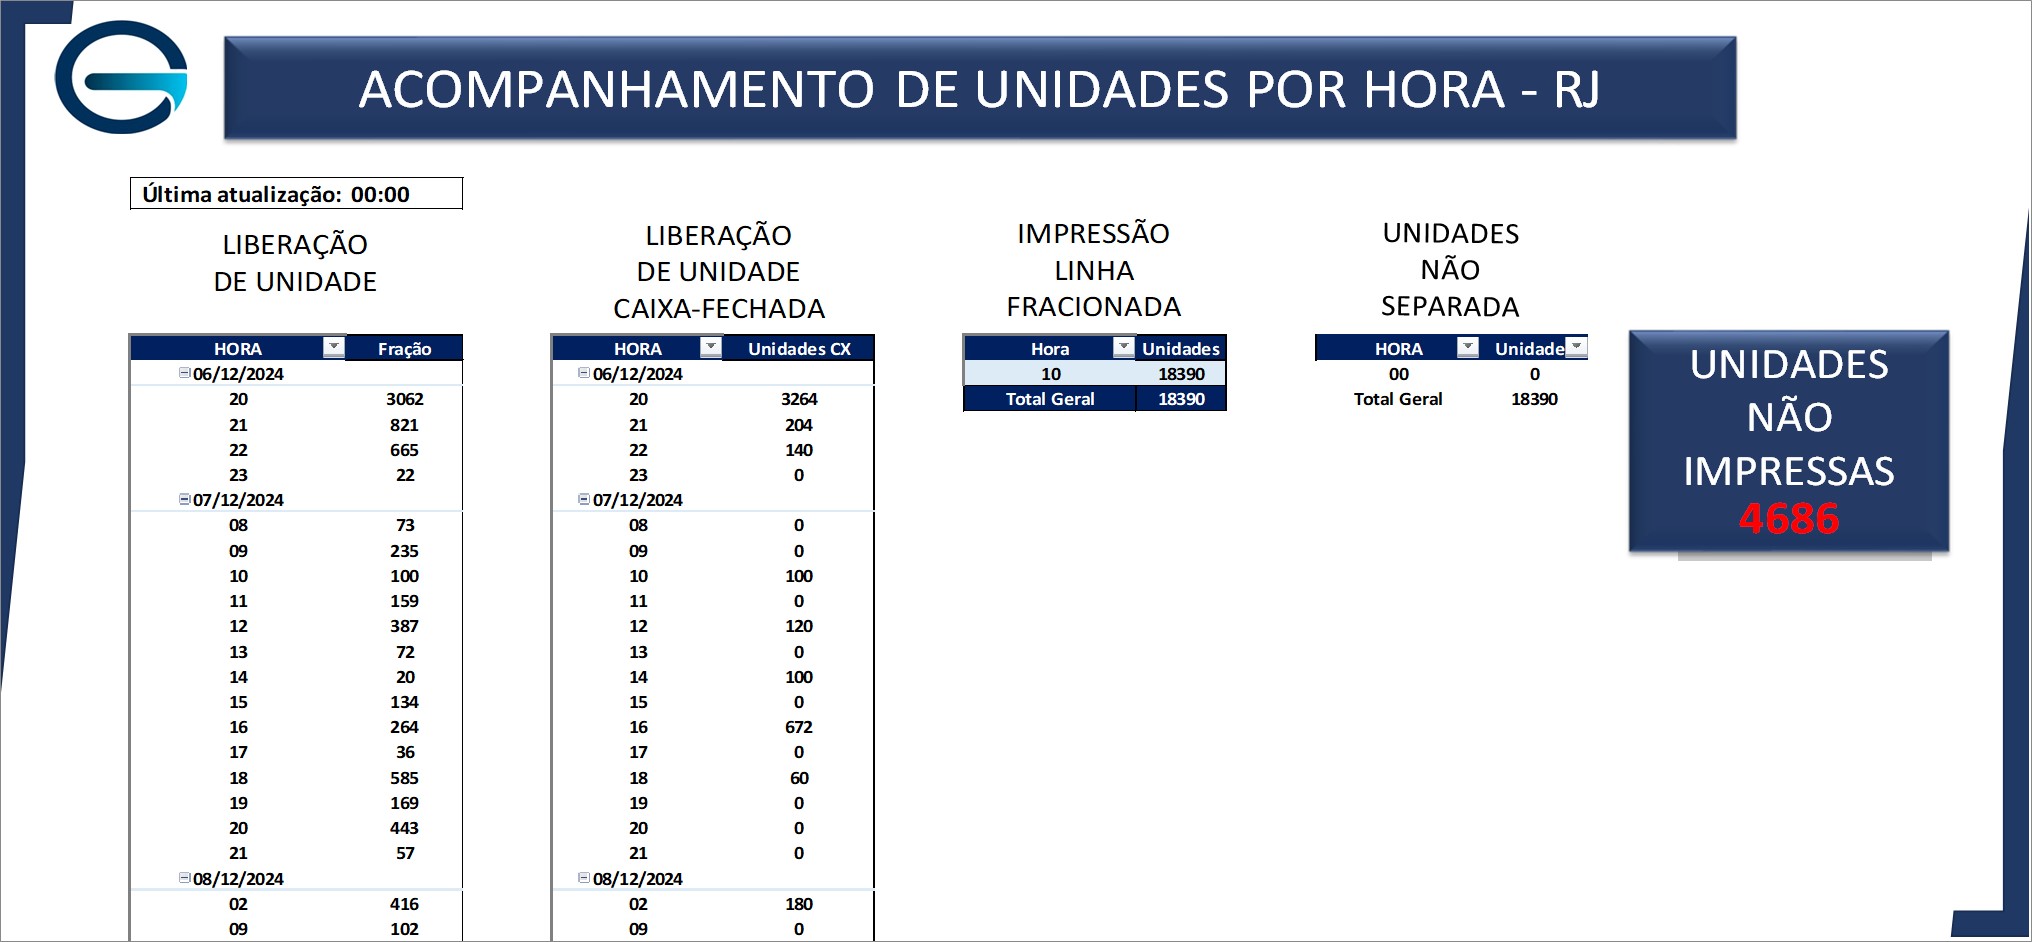 ACOMPANHAMENTO DE UNIDADES POR HORA - RJ
Última atualização: 00:00
LIBERAÇÃO
DE UNIDADE
HORA Fração
06/12/2024
20 3062
21 821
22 665
23 22
07/12/2024
08 73
09 235
10 100
11 159
12 387
13 72
14 20
15 134
16 264
17 36
18 585
19 169
20 443
21 57
08/12/2024
02 416
09 102
LIBERAÇÃO
DE UNIDADE
CAIXA-FECHADA
HORA Unidades CX
06/12/2024
20 3264
21 204
22 140
23 0
07/12/2024
08 0
09 0
10 100
11 0
12 120
13 0
14 100
15 0
16 672
17 0
18 60
19 0
20 0
21 0
08/12/2024
02 180
09 0
IMPRESSÃO
LINHA
FRACIONADA
Hora Unidades
10 18390
Total Geral 18390
UNIDADES
NÃO
SEPARADA
HORA Unidade
00 0
Total Geral 18390
UNIDADES
NÃO
IMPRESSAS
4686